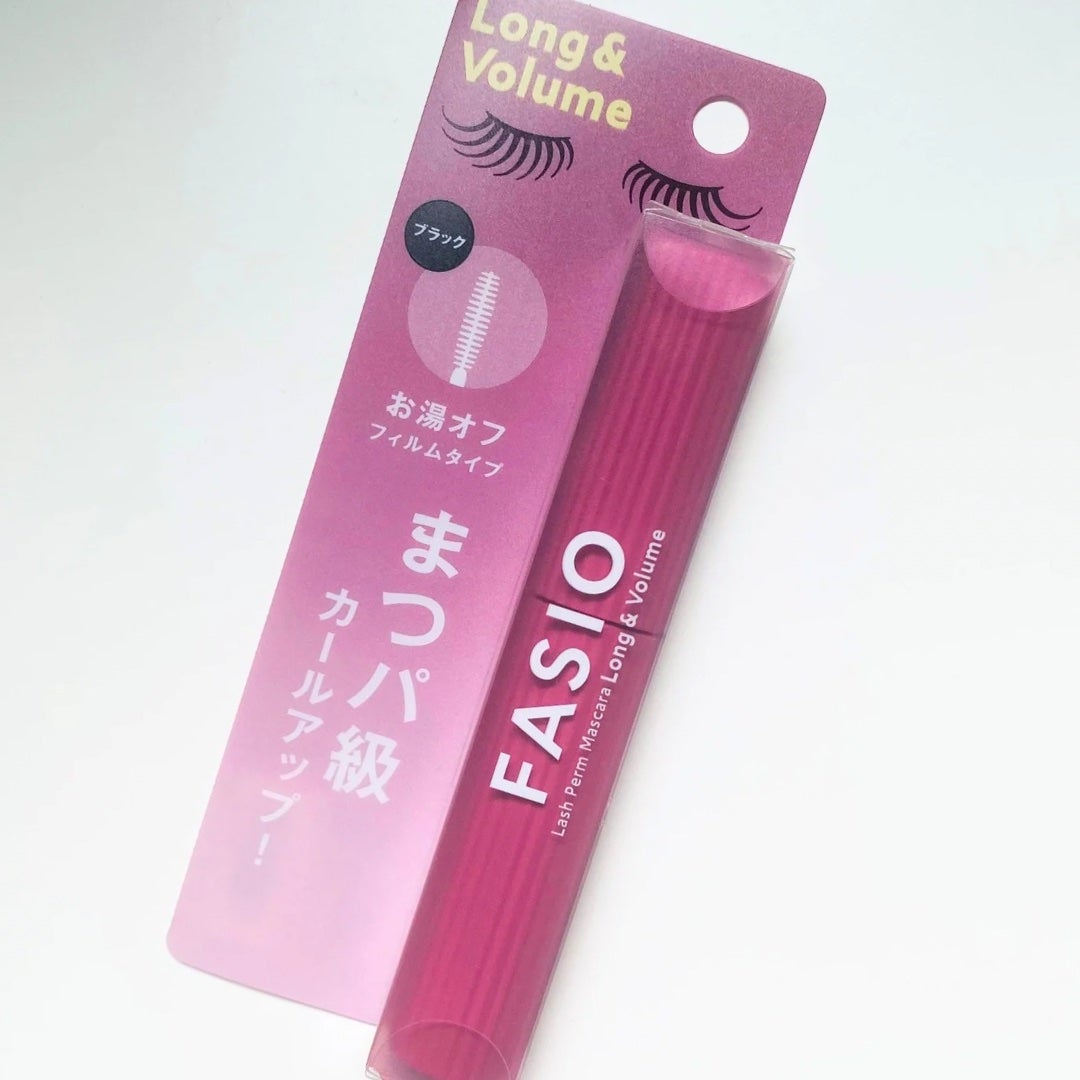 Long &
Volume
ブラック
お湯オフ
フィルムタイプ
まつパ級
カールアップ!
FASIO
Lash Perm Mascara Long & Volume